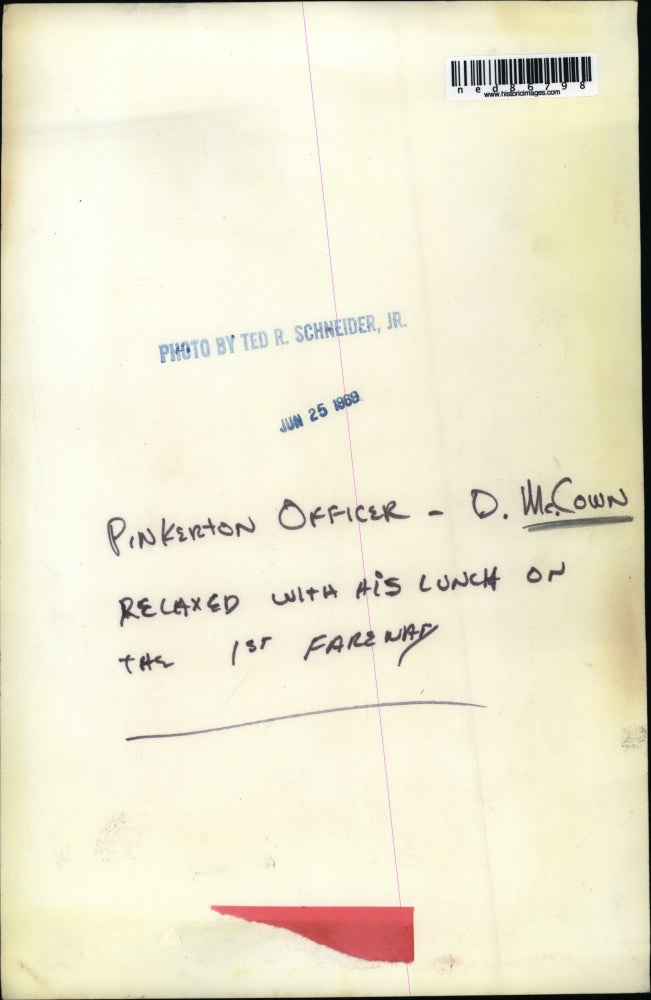 ned86798
www.historicimages.com
PHOTO BY TED R. SCHNEIDER, JR.
JUN 25 1969
PINKERTON OFFICER - D. McCOWN
RELAXED WITH HIS LUNCH ON
THE 1ST FAREWAY